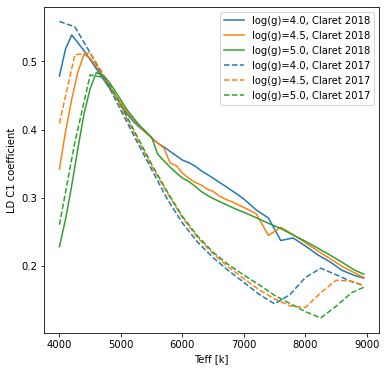 log(g)=4.0, Claret 2018
log(g)=4.5, Claret 2018
log(g)=5.0, Claret 2018
log(g)=4.0, Claret 2017
log(g)=4.5, Claret 2017
log(g)=5.0, Claret 2017
LD C1 coefficient
0.5
0.4
0.3
0.2
4000 5000 6000 7000 8000 9000
Teff [k]